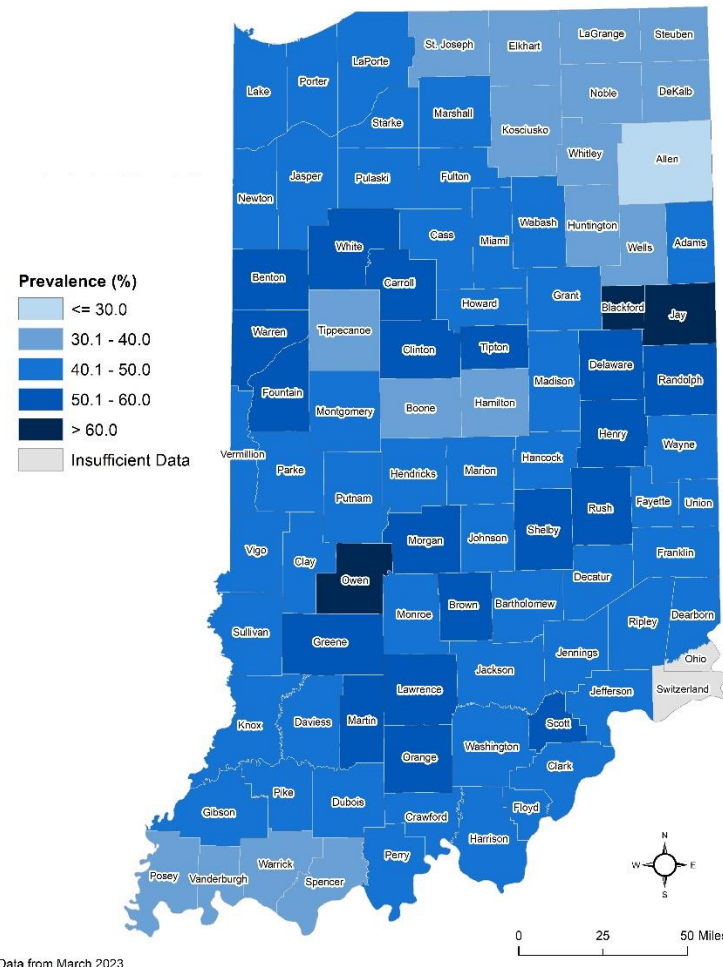 St. Joseph
Elkhart
LaGrange
Steuben
LaPorte
Porter
Lake
Noble
DeKalb
Starke
Marshall
Kosciusko
Whitley
Allen
Newton
Jasper
Pulaski
Fulton
Huntington
Wells
Adams
White
Cass
Miami
Wabash
Benton
Carroll
Howard
Grant
Blackford
Jay
Prevalence (%)
<= 30.0
30.1 - 40.0
40.1 - 50.0
50.1 - 60.0
> 60.0
Insufficient Data
Warren
Tippecanoe
Clinton
Tipton
Madison
Delaware
Randolph
Fountain
Montgomery
Boone
Hamilton
Henry
Vermillion
Parke
Putnam
Hendricks
Marion
Hancock
Wayne
Rush
Fayette
Union
Vigo
Clay
Owen
Morgan
Johnson
Shelby
Franklin
Decatur
Sullivan
Greene
Monroe
Brown
Bartholomew
Ripley
Dearborn
Jennings
Ohio
Switzerland
Jackson
Jefferson
Knox
Daviess
Martin
Lawrence
Scott
Orange
Washington
Clark
Gibson
Pike
Dubois
Crawford
Floyd
Harrison
Perry
Posey
Vanderburgh
Warrick
Spencer
N
W
E
S
0 25 50 Miles
Data from March 2023